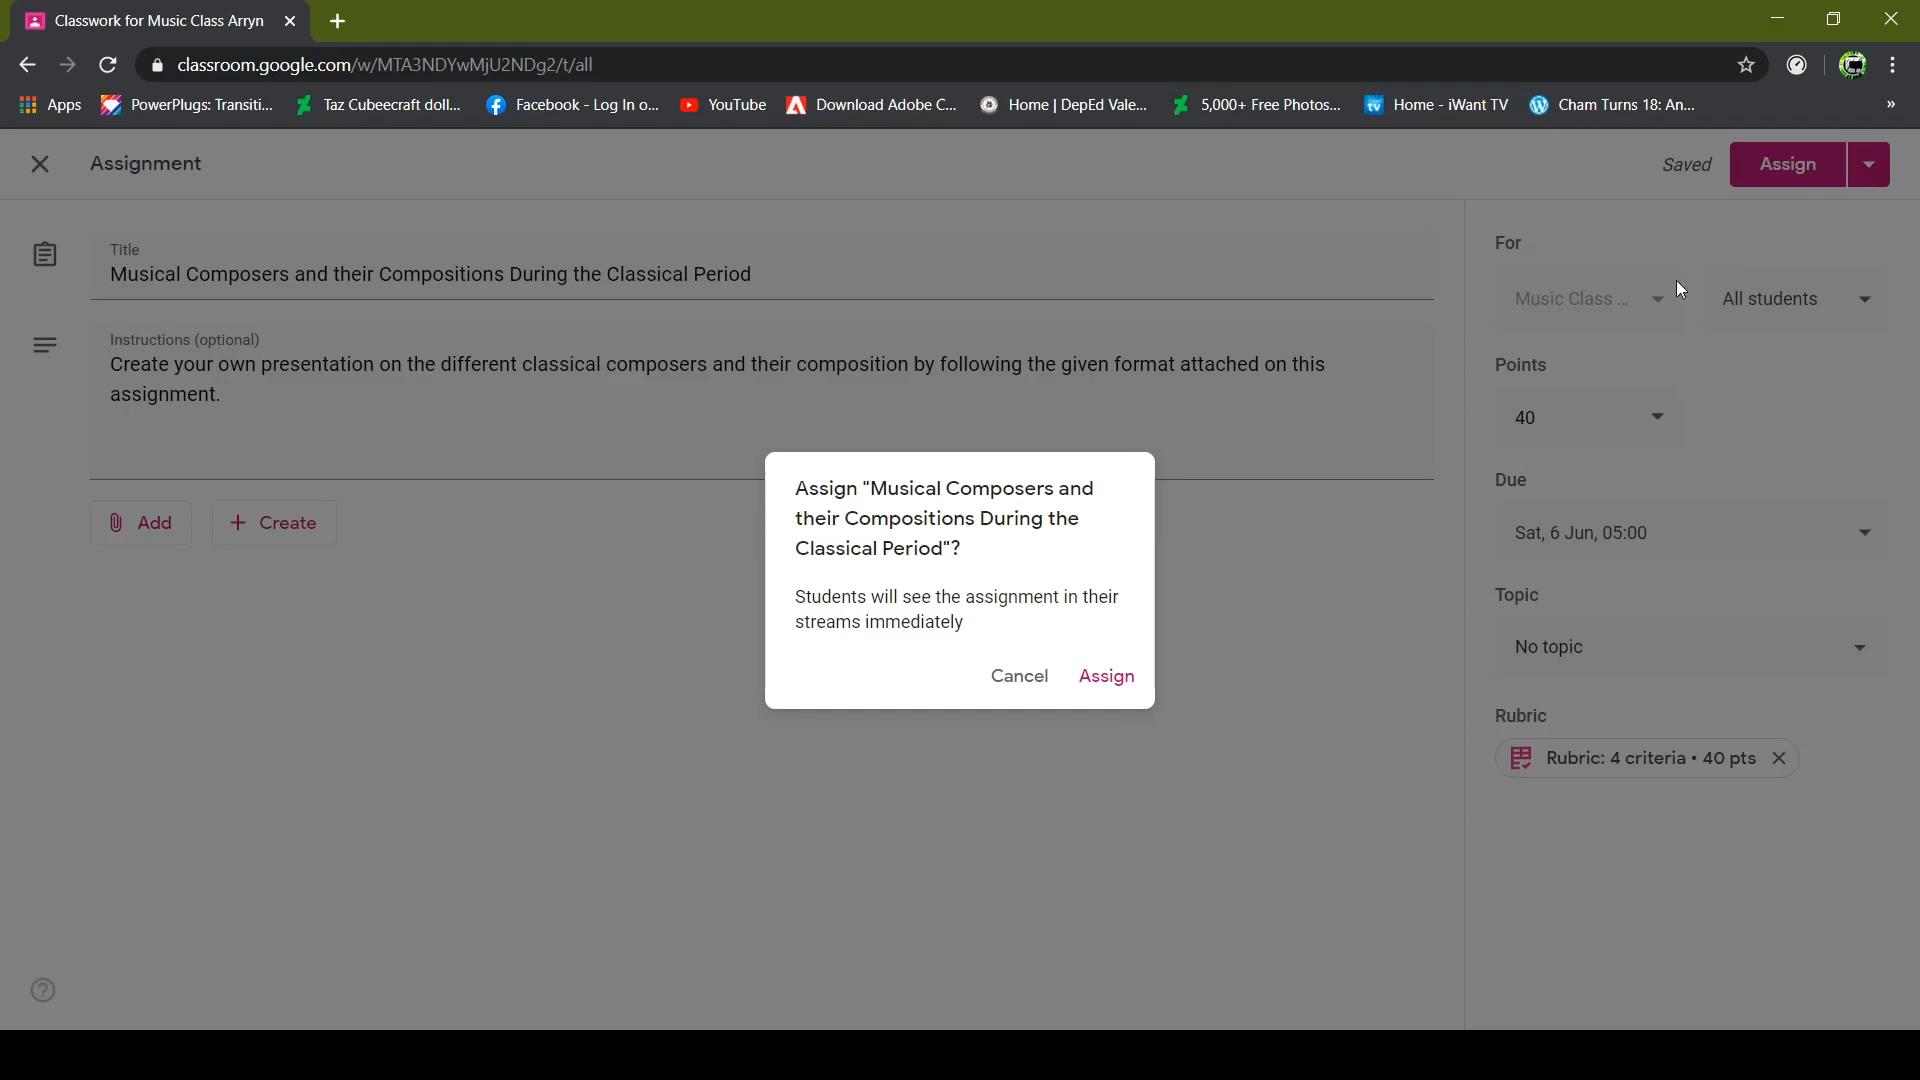 Classwork for Music Class Arryn
classroom.google.com/w/MTA3NDYwMjU2NDg2/t/all
Apps PowerPlugs: Transiti... Taz Cubeecraft doll... Facebook - Log In o... YouTube Download Adobe C... Home | DepEd Vale... 5,000+ Free Photos... tv Home - iWant TV Cham Turns 18: An... »
Assignment Saved Assign
Title
Musical Composers and their Compositions During the Classical Period
Instructions (optional)
Create your own presentation on the different classical composers and their composition by following the given format attached on this
assignment.
Add Create
For
Music Class ... All students
Points
40
Due
Sat, 6 Jun, 05:00
Topic
No topic
Rubric
Rubric: 4 criteria • 40 pts
Assign "Musical Composers and
their Compositions During the
Classical Period"?
Students will see the assignment in their
streams immediately
Cancel Assign